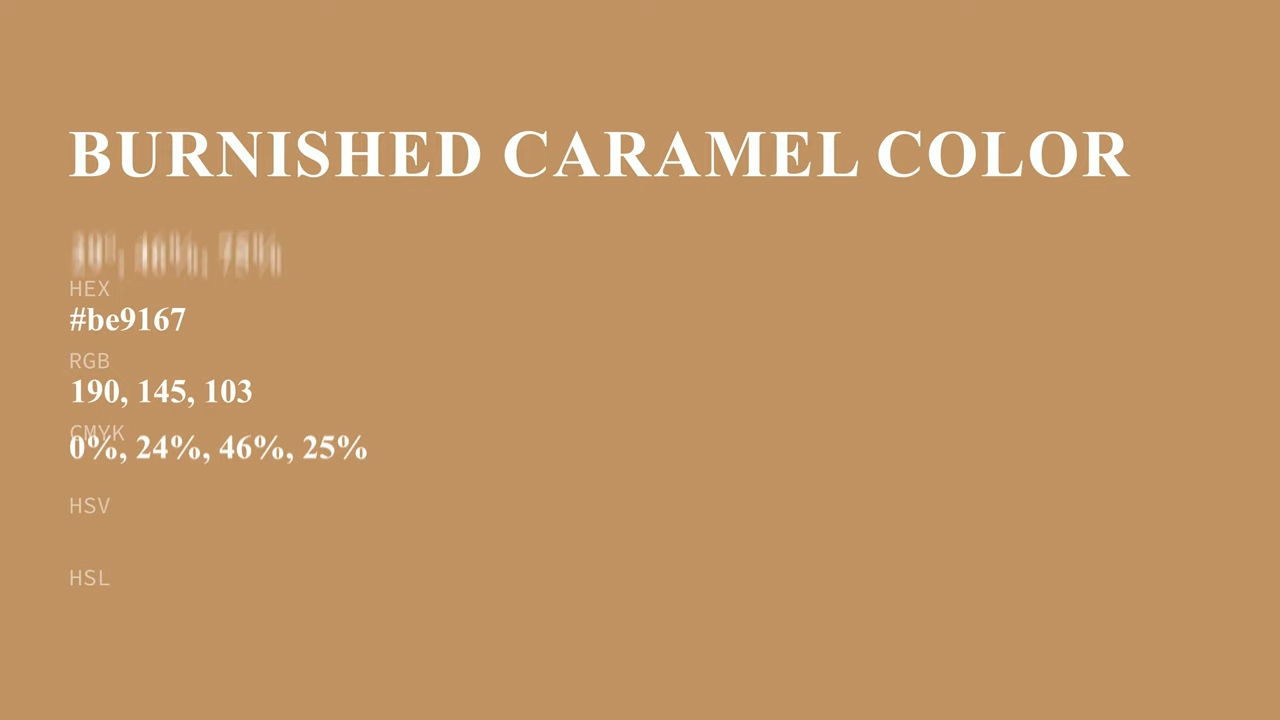 BURNISHED CARAMEL COLOR
HEX
#be9167
RGB
190, 145, 103
CMYK
0%, 24%, 46%, 25%
HSV
HSL